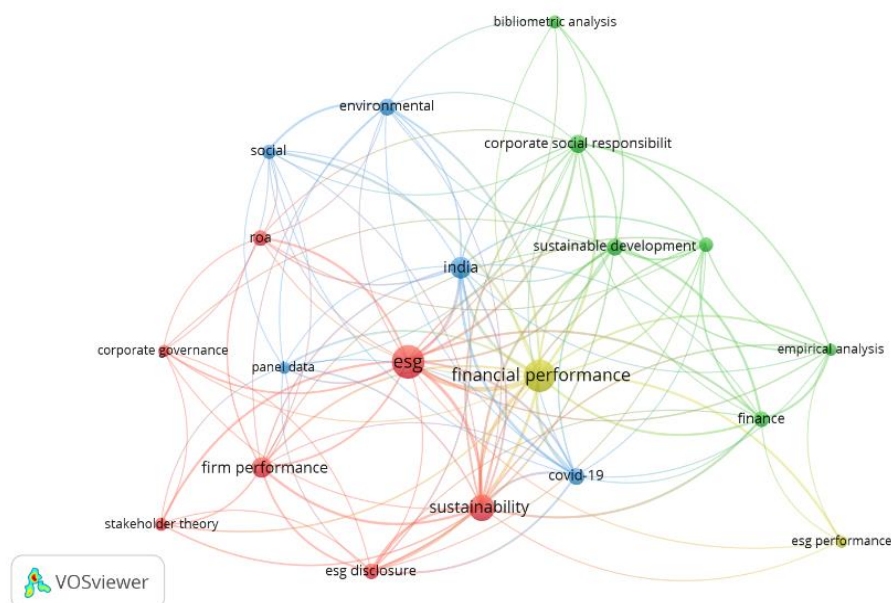 bibliometric analysis
environmental
corporate social responsibilit
social
roa
sustainable development
india
corporate governance
empirical analysis
esg
panel data
financial performance
finance
firm performance
covid-19
sustainability
stakeholder theory
esg performance
esg disclosure
VOSviewer